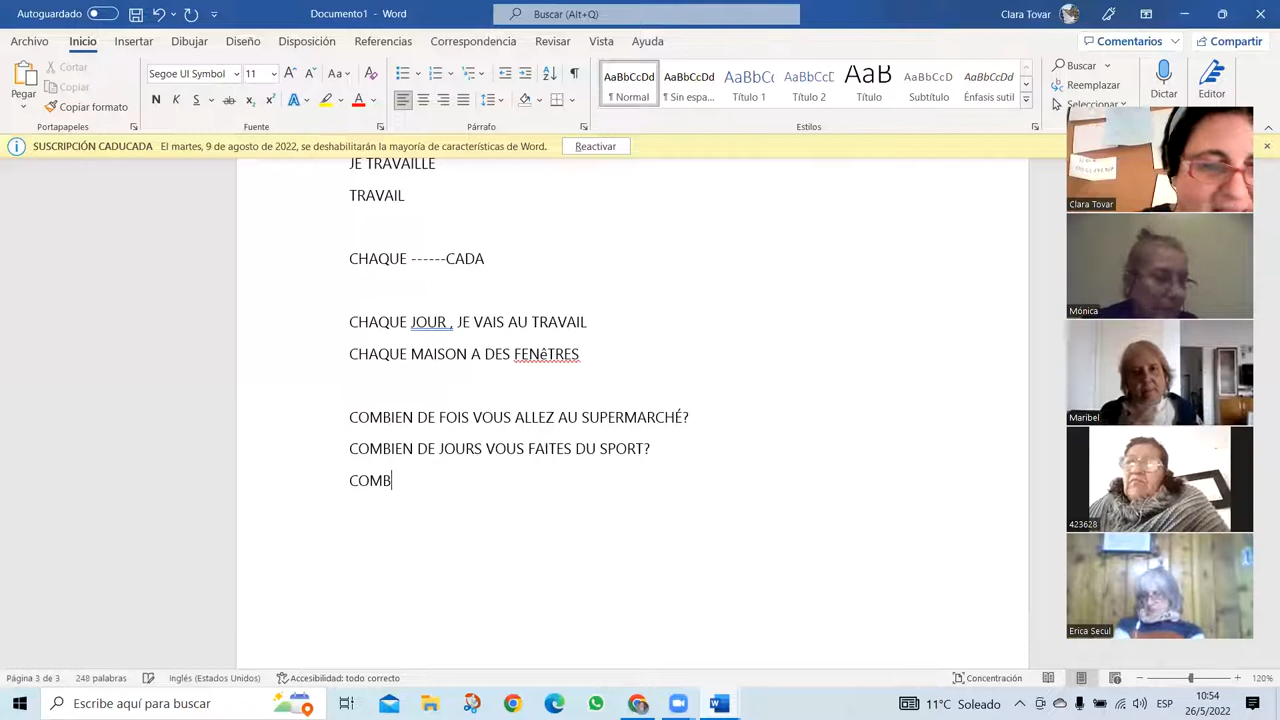 Autoguardado
Documento1
Buscar (Alt+Q)
Clara Tovar
Archivo Inicio Insertar Dibujar Diseño Disposición Referencias Correspondencia Revisar Vista Ayuda
Comentarios Compartir
Pegar
Cortar
Copiar
Copiar formato
Portapapeles
Segoe UI Symbol 11
Fuente
Párrafo
AaBbCcDd AaBbCcDd AaBbCc AaBbCcD AaB AaBbCcD AaBbCcDd
¶ Normal ¶ Sin espa... Título 1 Título 2 Título Subtítulo Énfasis sutil
Estilos
Buscar
Reemplazar
Seleccionar
Dictar
Editor
SUSCRIPCIÓN CADUCADA El martes, 9 de agosto de 2022, se deshabilitarán la mayoría de características de Word. Reactivar
JE TRAVAILLE
TRAVAIL
CHAQUE ------CADA
CHAQUE JOUR , JE VAIS AU TRAVAIL
CHAQUE MAISON A DES FENêTRES
COMBIEN DE FOIS VOUS ALLEZ AU SUPERMARCHÉ?
COMBIEN DE JOURS VOUS FAITES DU SPORT?
COMB
Clara Tovar
Mónica
Maribel
423628
Erica Secul
Página 3 de 3 248 palabras Inglés (Estados Unidos) Accesibilidad: todo correcto
Concentración 120%
Escribe aquí para buscar
11°C Soleado
ESP
10:54
26/5/2022